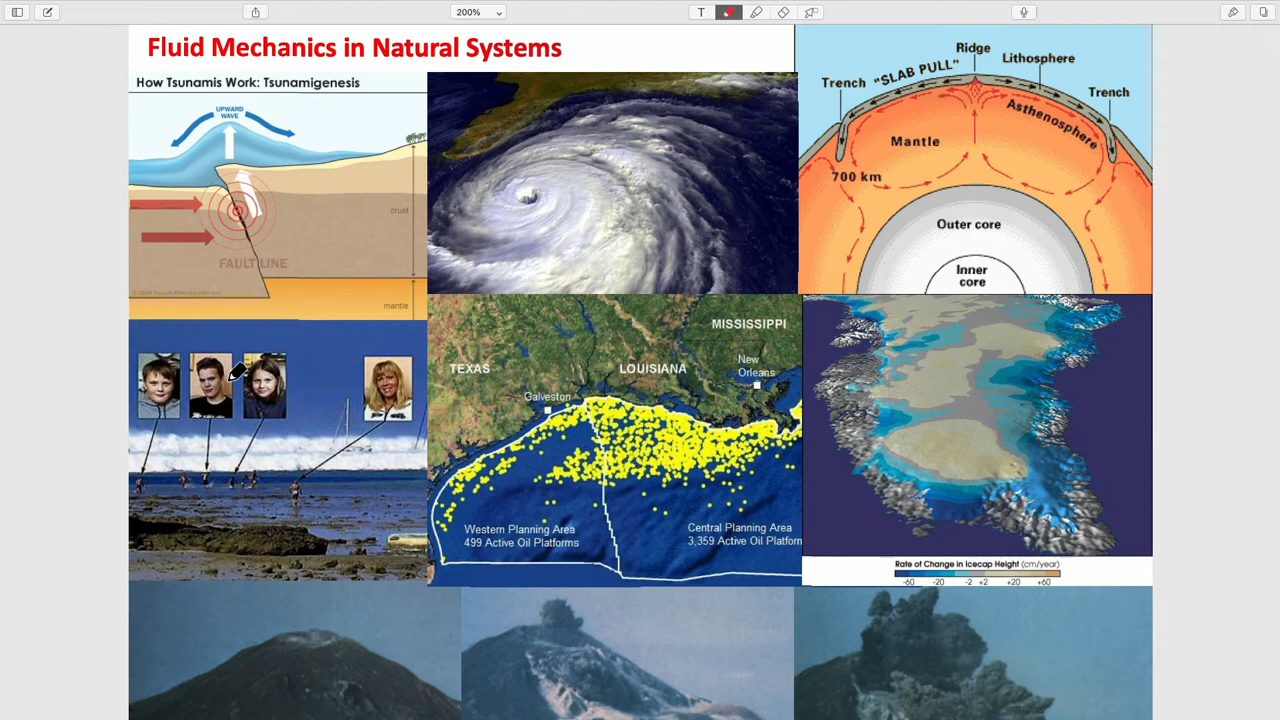 200%
T
Fluid Mechanics in Natural Systems
How Tsunamis Work: Tsunamigenesis
UPWARD
WAVE
crust
FAULT LINE
mantle
Ridge
Lithosphere
Trench
"SLAB PULL"
Trench
Asthenosphere
Mantle
700 km
Outer core
Inner
core
MISSISSIPPI
TEXAS
LOUISIANA
New
Orleans
Galveston
Western Planning Area
499 Active Oil Platforms
Central Planning Area
3,359 Active Oil Platforn
Rate of Change in Icecap Height (cm/year)
-60 -20 -2 +2 +20 +60